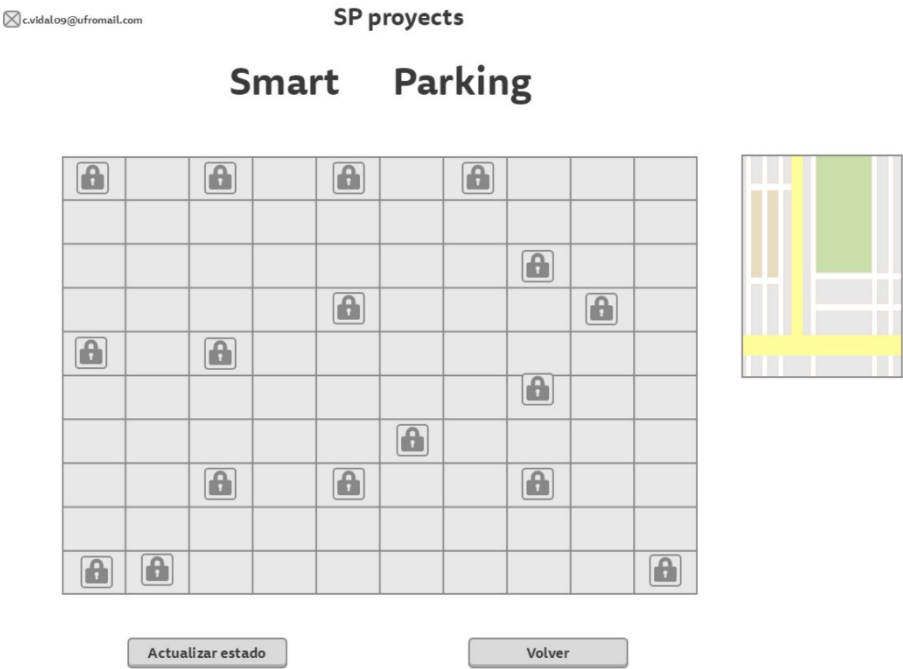 c.vidal09@ufromail.com
SP proyects
Smart Parking
Actualizar estado
Volver